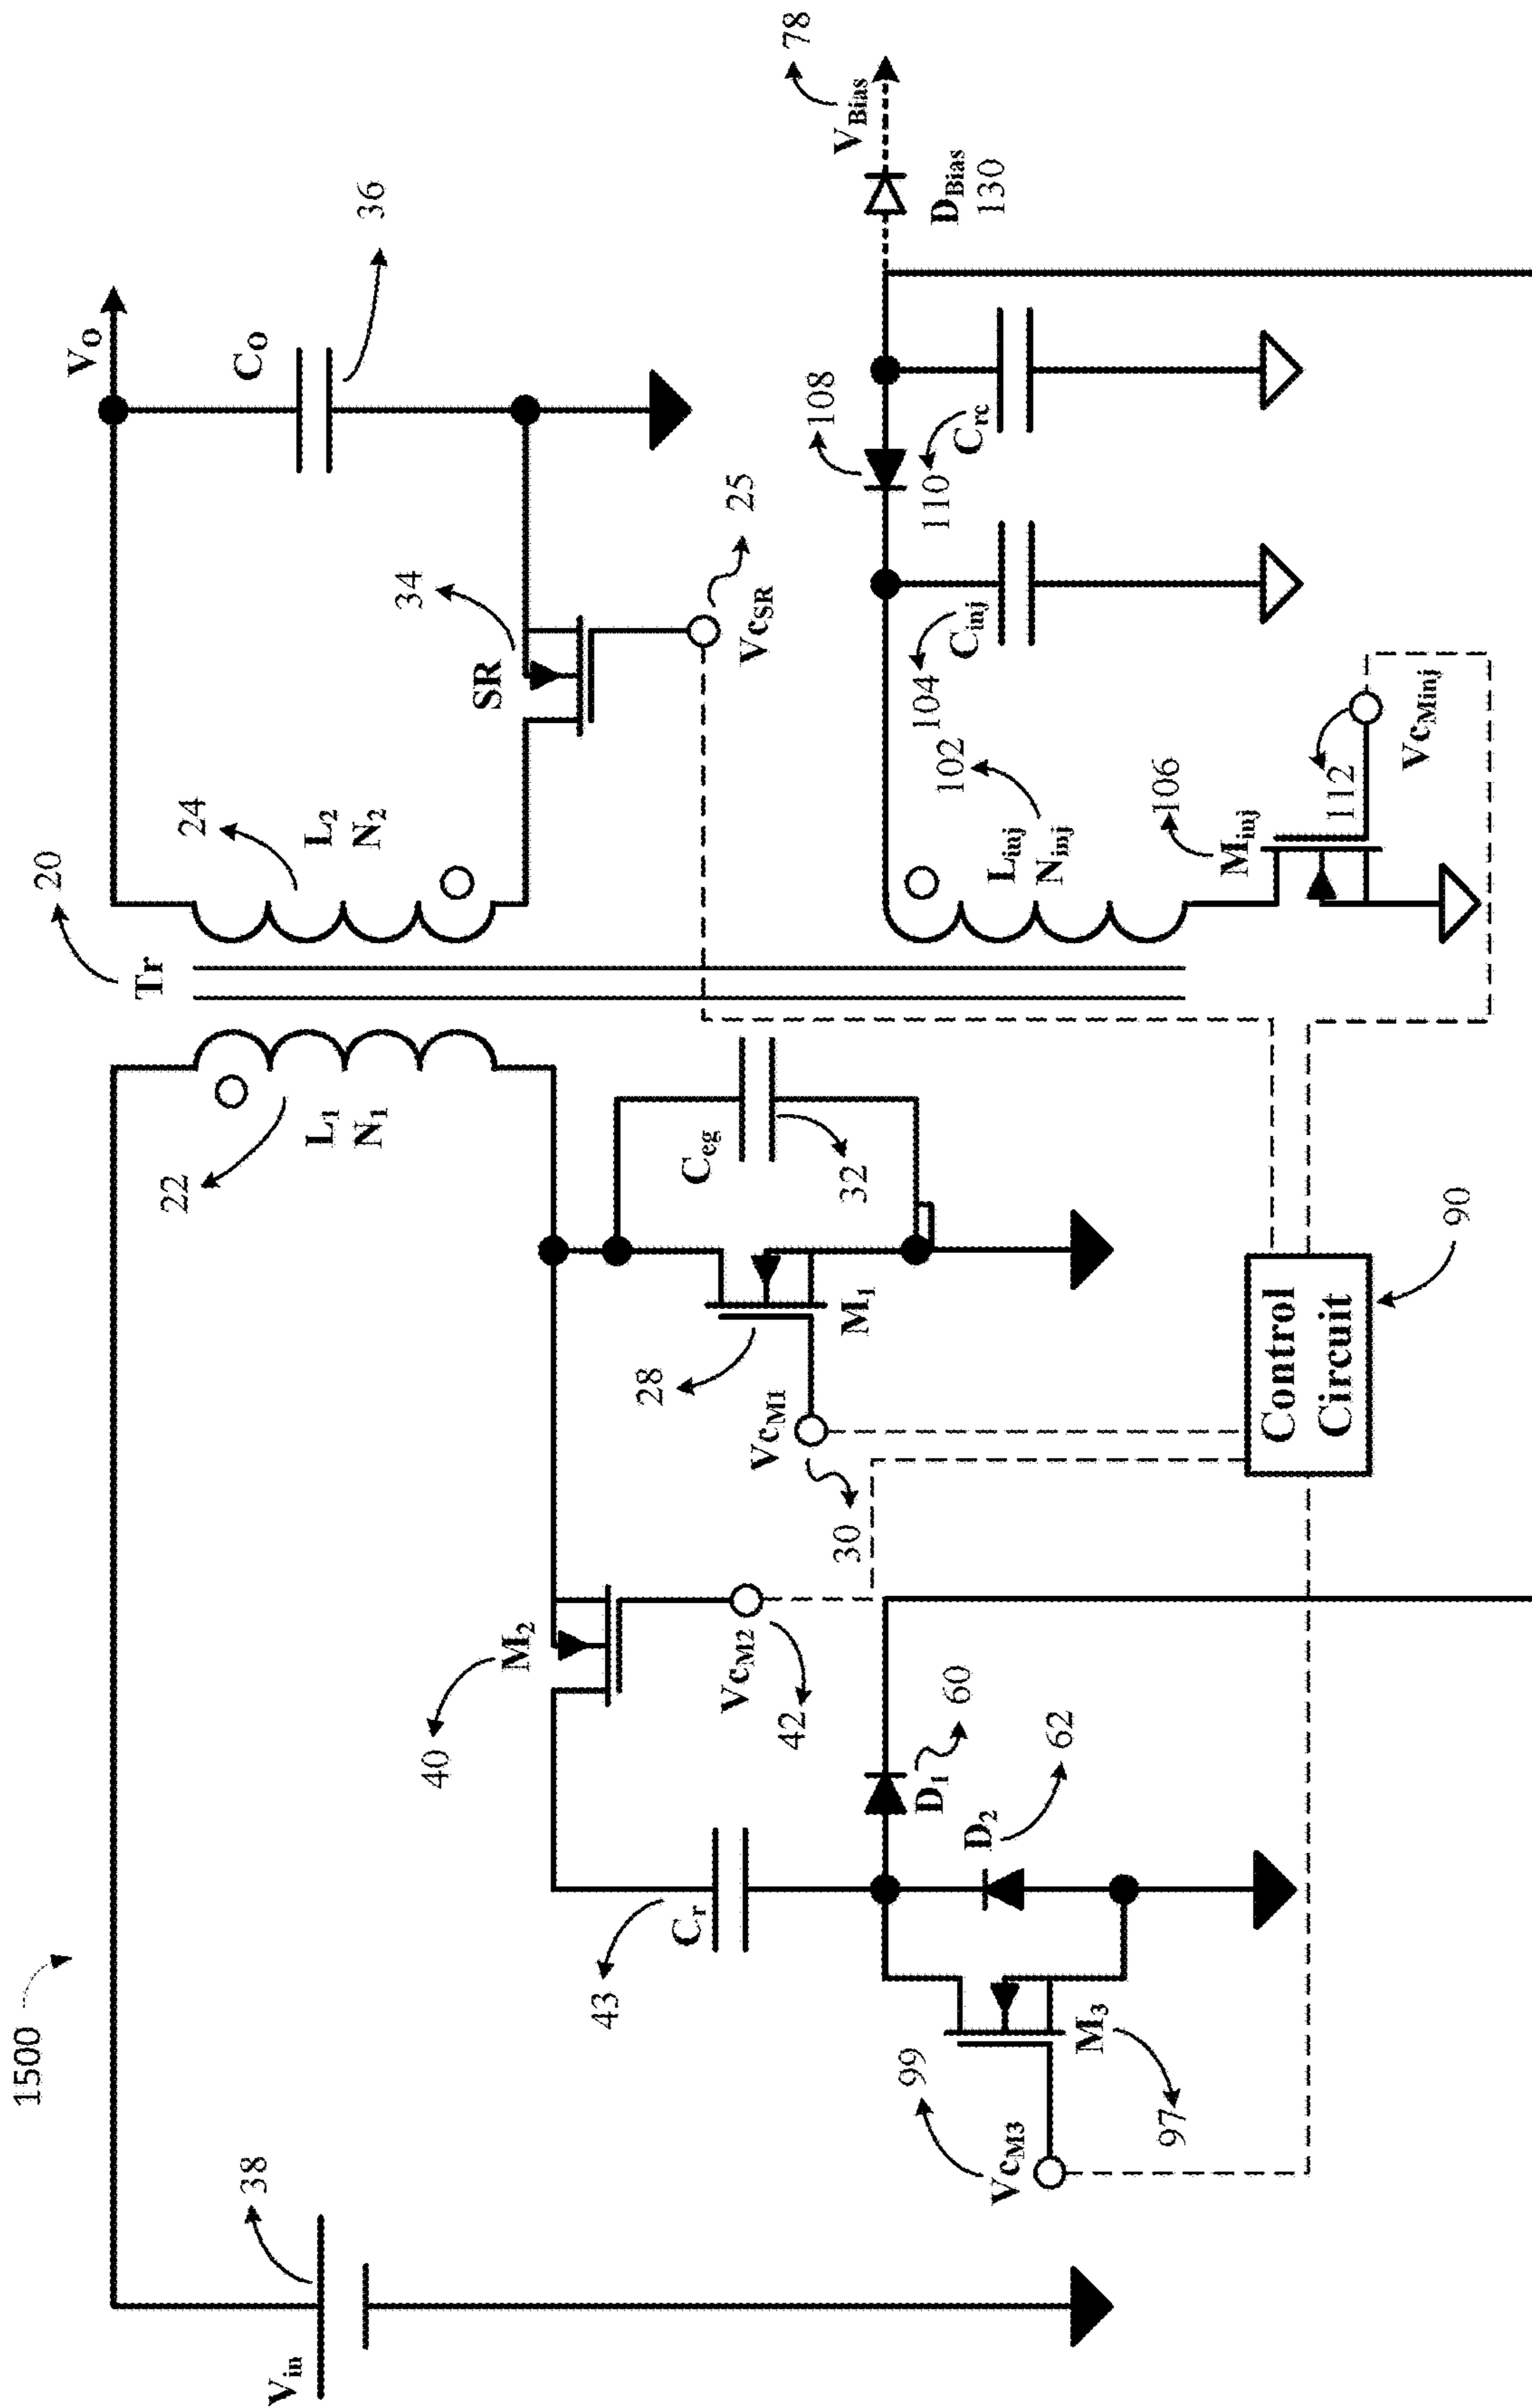 1500
Vin
38
Tr
20
22
L1
N1
24
L2
N2
Vo
Co
36
SR
34
VcSR
25
40
M2
VcM2
42
43
Cr
Ceg
32
28
M1
VcM1
30
D1
60
D2
62
99
VcM3
M3
97
Control
Circuit
90
102
Linj
Ninj
104
Cinj
108
110
Crc
106
Minj
112
VcMinj
DBias
130
VBias
78